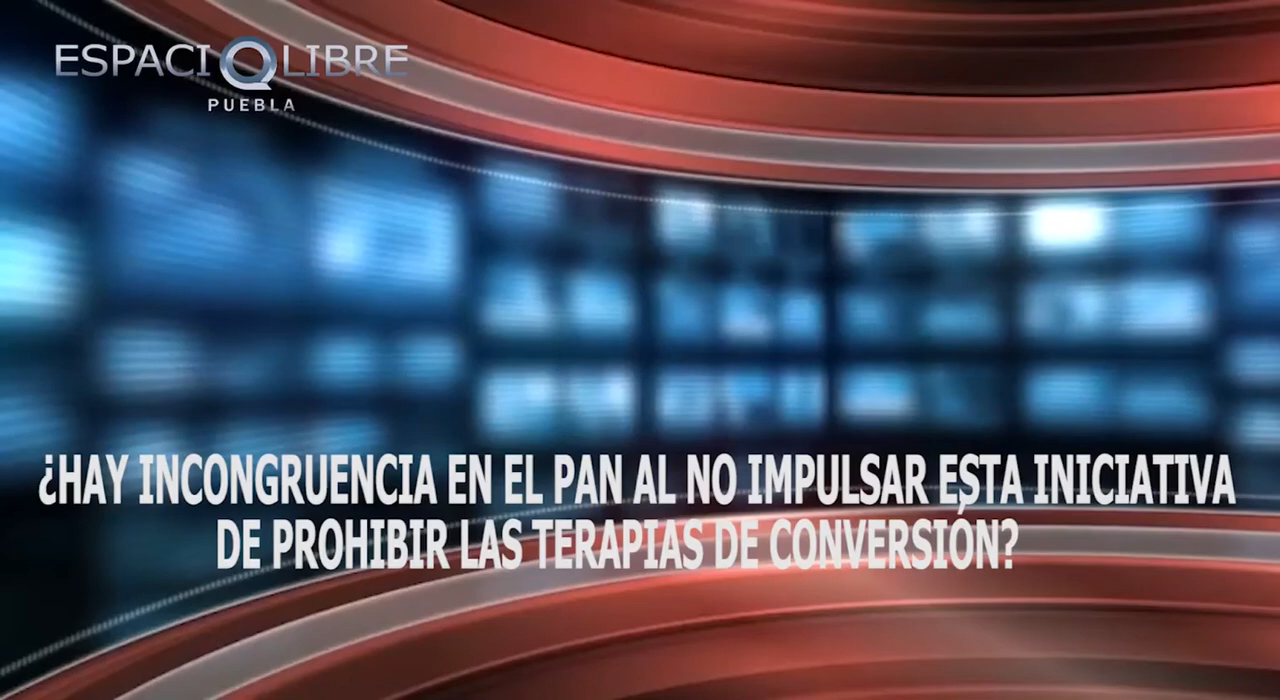 ESPACIO LIBRE
PUEBLA
¿HAY INCONGRUENCIA EN EL PAN AL NO IMPULSAR ESTA INICIATIVA
DE PROHIBIR LAS TERAPIAS DE CONVERSIÓN?